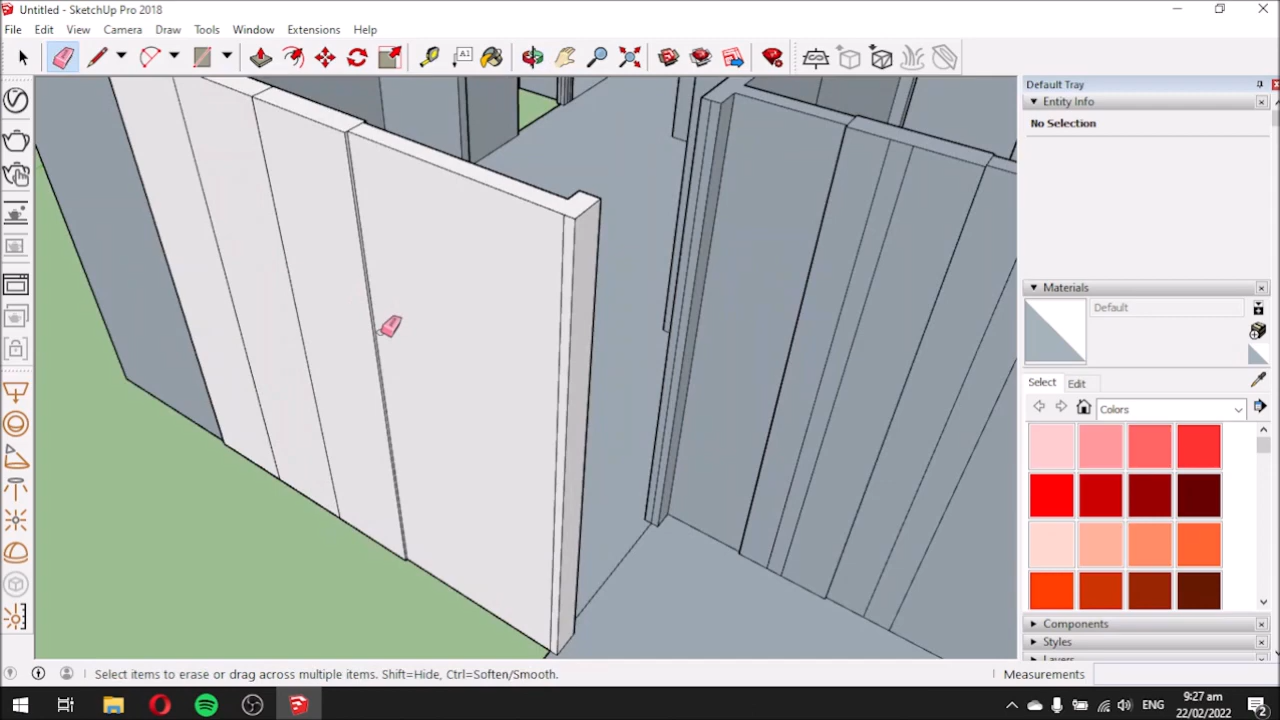 Untitled - SketchUp Pro 2018
File Edit View Camera Draw Tools Window Extensions Help
A1
Default Tray
Entity Info
No Selection
Materials
Default
Select Edit
Colors
Components
Styles
Select items to erase or drag across multiple items. Shift=Hide, Ctrl=Soften/Smooth.
Measurements
ENG
9:27 am
22/02/2022
2